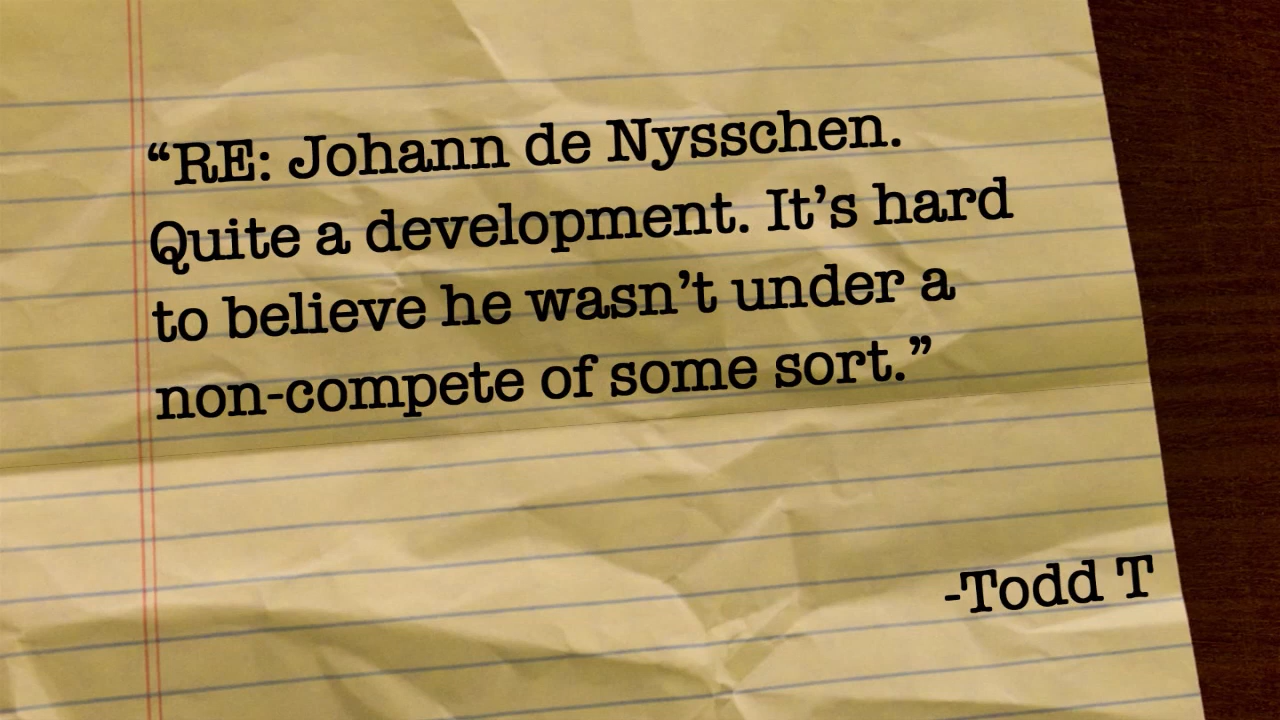 “RE: Johann de Nysschen.
Quite a development. It’s hard
to believe he wasn’t under a
non-compete of some sort.”
-Todd T